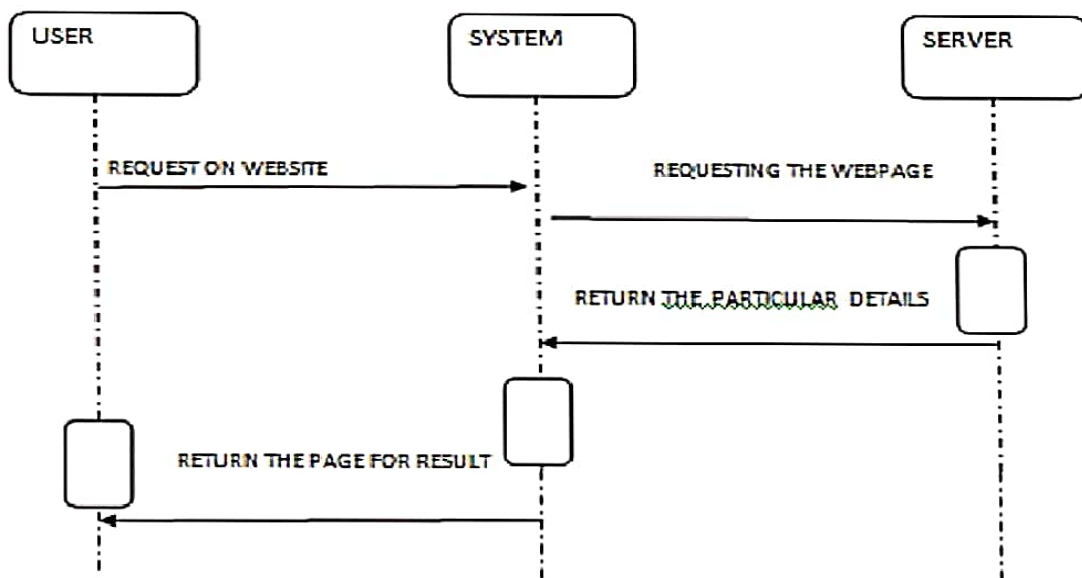 USER
SYSTEM
SERVER
REQUEST ON WEBSITE
REQUESTING THE WEBPAGE
RETURN THE PARTICULAR DETAILS
RETURN THE PAGE FOR RESULT